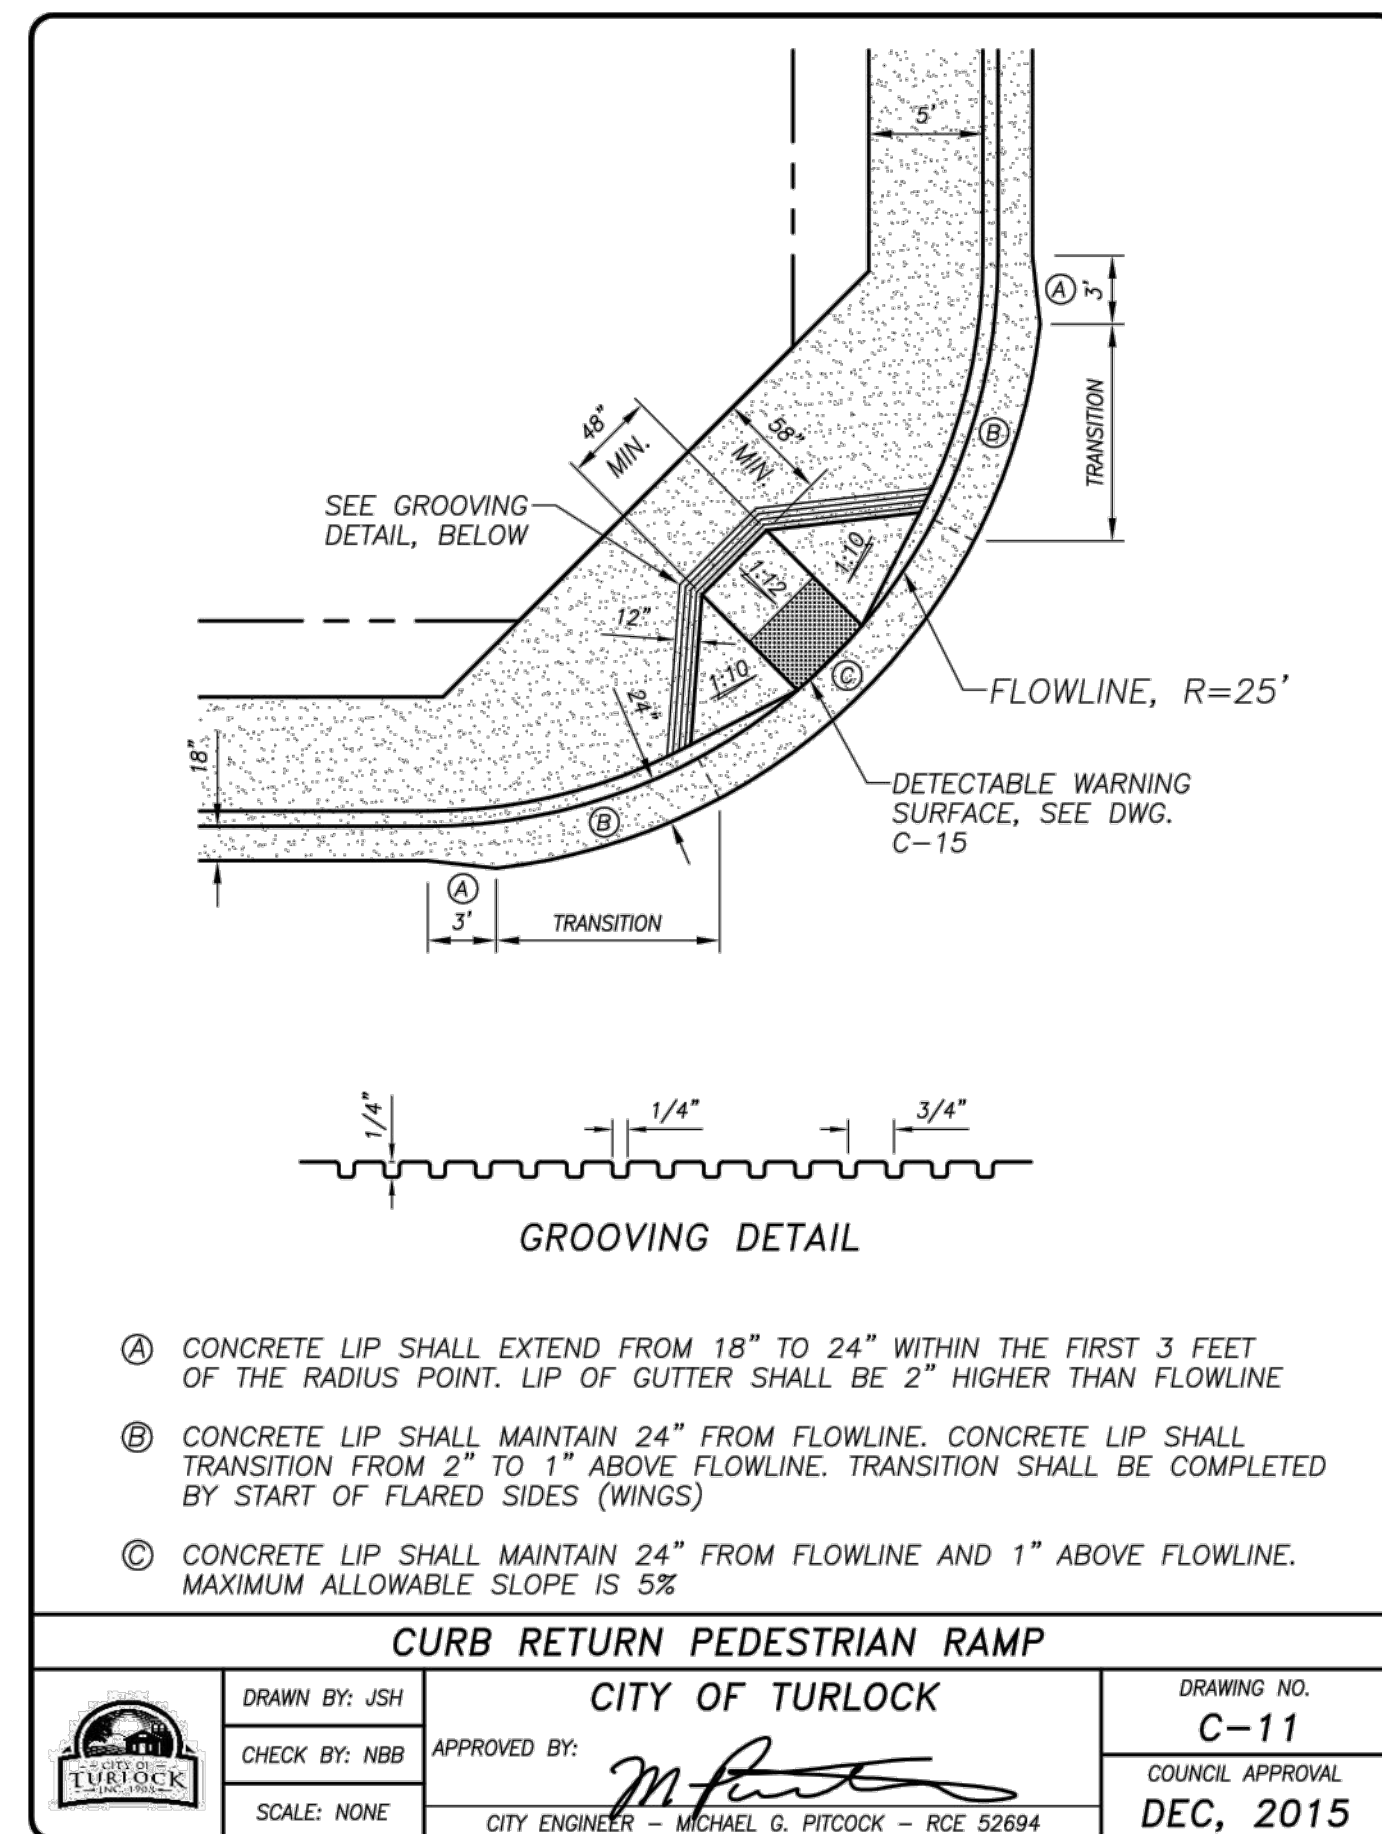 5'
Ⓐ 3'
TRANSITION
Ⓑ
48"
MIN.
58"
MIN.
SEE GROOVING
DETAIL, BELOW
1:10
1:12
12"
1:10
24"
Ⓒ
FLOWLINE, R=25'
18"
DETECTABLE WARNING
SURFACE, SEE DWG.
C-15
Ⓑ
Ⓐ
3'
TRANSITION
1/4"
1/4"
3/4"
GROOVING DETAIL
Ⓐ CONCRETE LIP SHALL EXTEND FROM 18" TO 24" WITHIN THE FIRST 3 FEET
OF THE RADIUS POINT. LIP OF GUTTER SHALL BE 2" HIGHER THAN FLOWLINE
Ⓑ CONCRETE LIP SHALL MAINTAIN 24" FROM FLOWLINE. CONCRETE LIP SHALL
TRANSITION FROM 2" TO 1" ABOVE FLOWLINE. TRANSITION SHALL BE COMPLETED
BY START OF FLARED SIDES (WINGS)
Ⓒ CONCRETE LIP SHALL MAINTAIN 24" FROM FLOWLINE AND 1" ABOVE FLOWLINE.
MAXIMUM ALLOWABLE SLOPE IS 5%
CURB RETURN PEDESTRIAN RAMP
CITY OF
TURLOCK
INC. 1908
DRAWN BY: JSH
CHECK BY: NBB
SCALE: NONE
CITY OF TURLOCK
APPROVED BY:
CITY ENGINEER – MICHAEL G. PITCOCK – RCE 52694
DRAWING NO.
C-11
COUNCIL APPROVAL
DEC, 2015